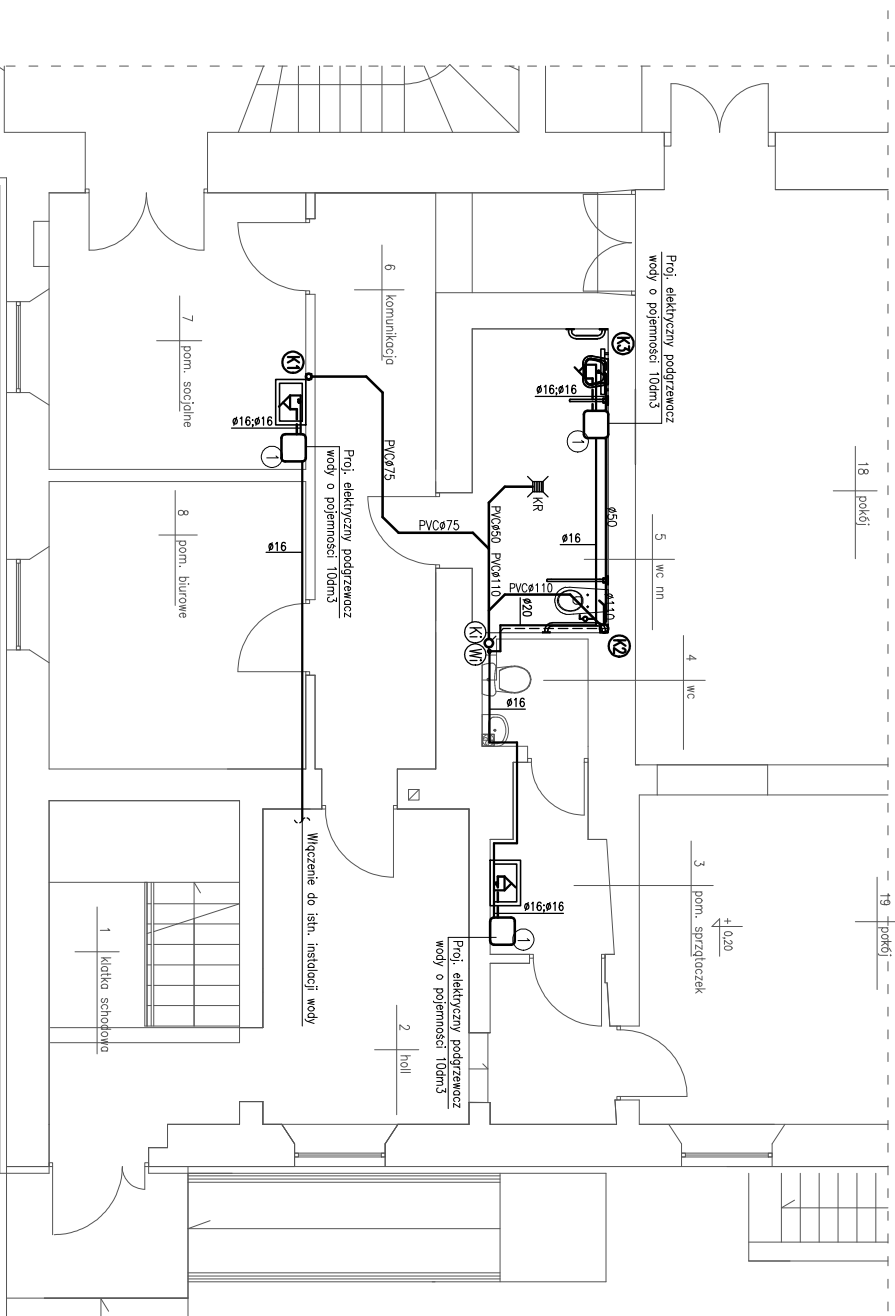 Proj. elektryczny podgrzewacz
wody o pojemności 10dm3
K3
ø16;ø16
1
18
pokój
6
komunikacja
7
pom. socjalne
K1
ø16;ø16
1
Proj. elektryczny podgrzewacz
wody o pojemności 10dm3
PVCø75
PVCø75
KR
PVCø50
PVCø110
PVCø110
ø50
ø16
ø110
ø20
K2
Ki
Wi
5
wc nn
4
wc
8
pom. biurowe
ø16
ø16
3
pom. sprzątaczek
+ 0,20
19
pokój
ø16;ø16
1
Proj. elektryczny podgrzewacz
wody o pojemności 10dm3
Włączenie do istn. instalacji wody
1
klatka schodowa
2
holl